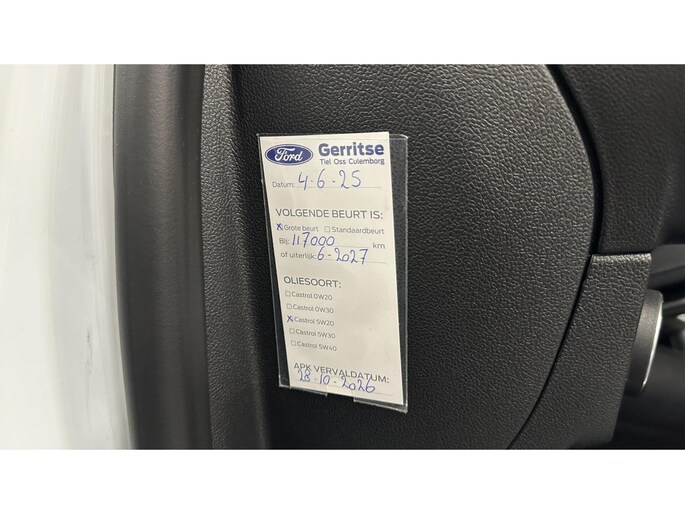 Ford Gerritse
Tiel Oss Culemborg
Datum: 4-6-25
VOLGENDE BEURT IS:
☒ Grote beurt ☐ Standaardbeurt
Bij: 117000 km
of uiterlijk: 6-2027
OLIESOORT:
☐ Castrol 0W20
☐ Castrol 0W30
☒ Castrol 5W20
☐ Castrol 5W30
☐ Castrol 5W40
APK VERVALDATUM:
28-10-2026